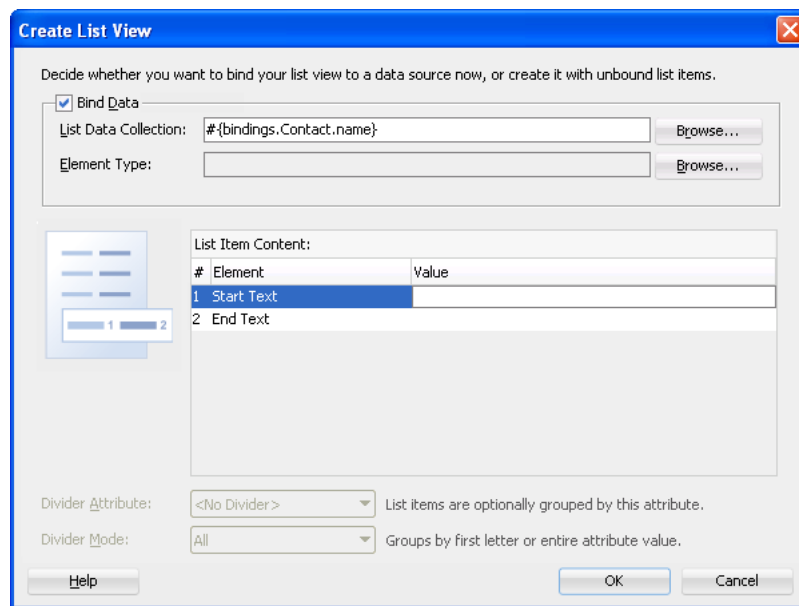 Create List View
Decide whether you want to bind your list view to a data source now, or create it with unbound list items.
Bind Data
List Data Collection: #{bindings.Contact.name} Browse...
Element Type: Browse...
List Item Content:
# Element Value
1 Start Text
2 End Text
1 2
Divider Attribute: <No Divider> List items are optionally grouped by this attribute.
Divider Mode: All Groups by first letter or entire attribute value.
Help OK Cancel